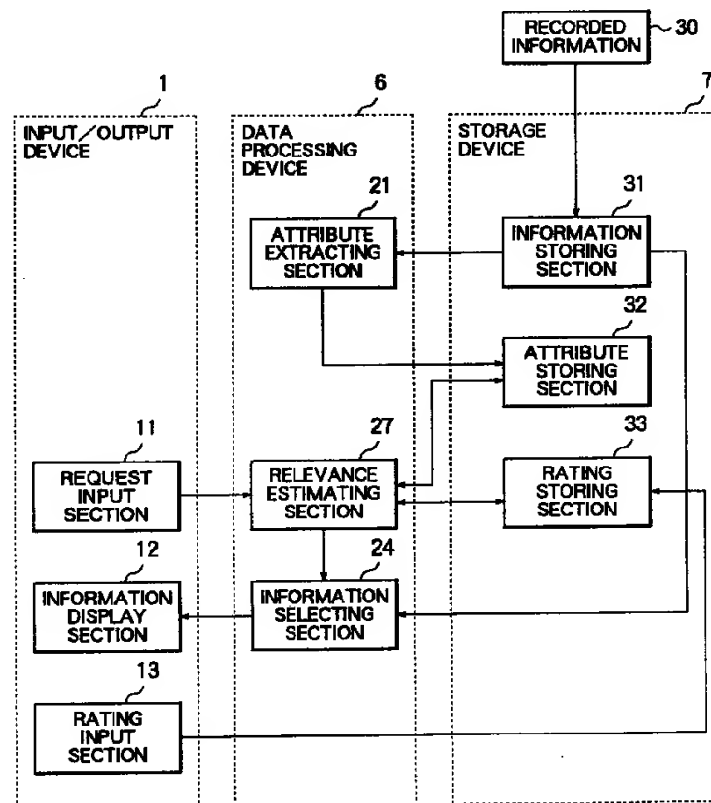 RECORDED
INFORMATION
30
1
6
7
INPUT/OUTPUT
DEVICE
DATA
PROCESSING
DEVICE
STORAGE
DEVICE
21
31
ATTRIBUTE
EXTRACTING
SECTION
INFORMATION
STORING
SECTION
32
ATTRIBUTE
STORING
SECTION
11
27
33
REQUEST
INPUT
SECTION
RELEVANCE
ESTIMATING
SECTION
RATING
STORING
SECTION
12
24
INFORMATION
DISPLAY
SECTION
INFORMATION
SELECTING
SECTION
13
RATING
INPUT
SECTION